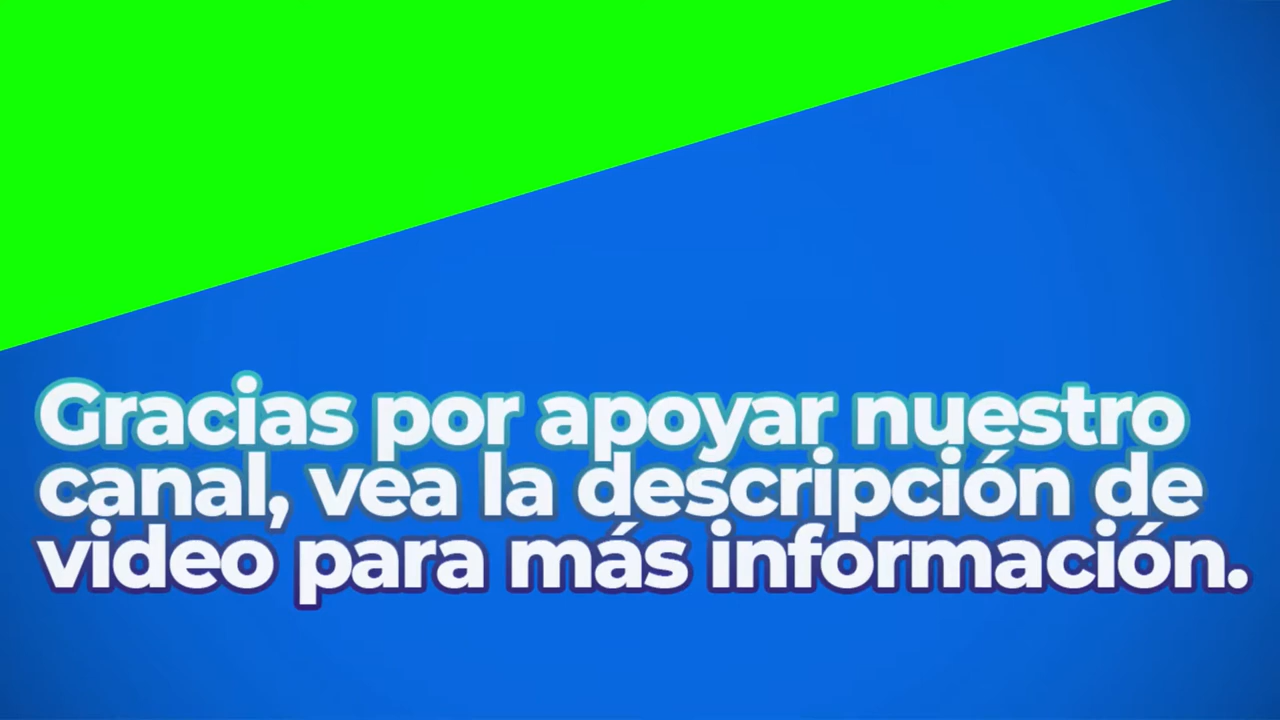 Gracias por apoyar nuestro
canal, vea la descripción de
video para más información.